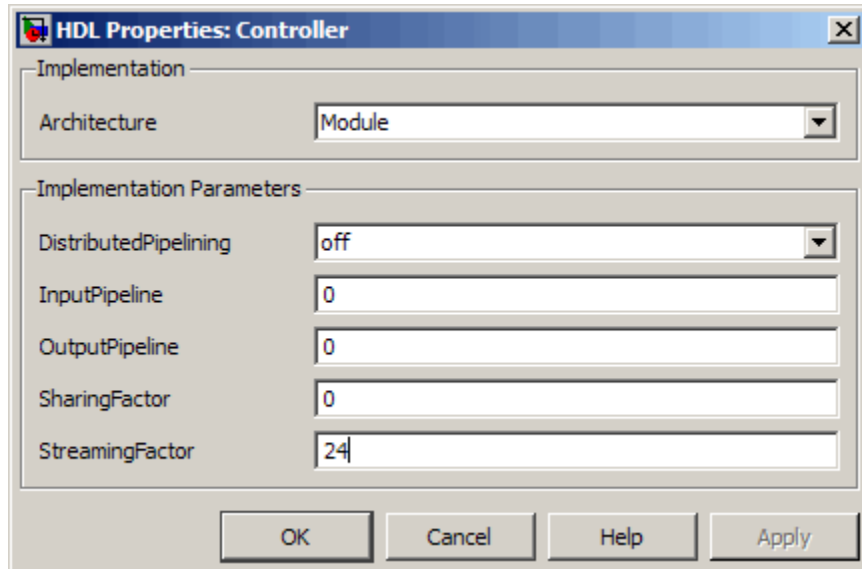 HDL Properties: Controller
Implementation
Architecture Module
Implementation Parameters
DistributedPipelining off
InputPipeline 0
OutputPipeline 0
SharingFactor 0
StreamingFactor 24
OK Cancel Help Apply